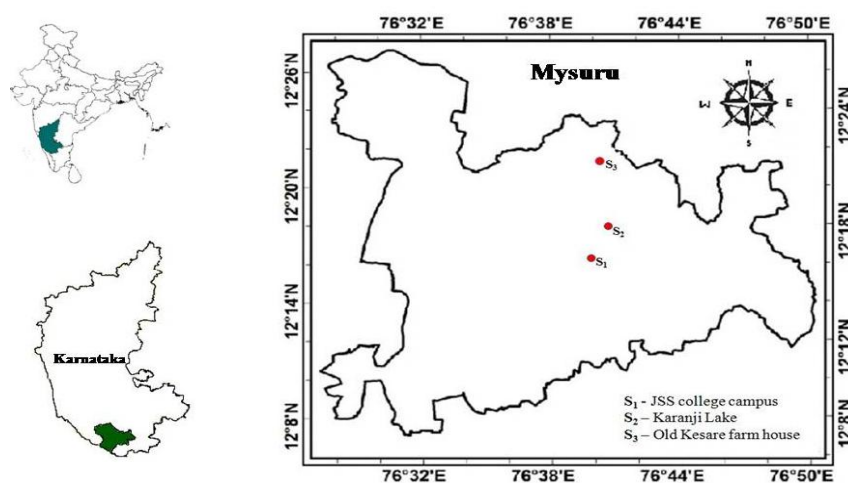 76°32'E 76°38'E 76°44'E 76°50'E
Mysuru
N
W E
S
12°26'N
12°20'N
12°14'N
12°8'N
12°24'N
12°18'N
12°12'N
12°8'N
S3
S2
S1
Karnataka
S1 - JSS college campus
S2 – Karanji Lake
S3 – Old Kesare farm house
76°32'E 76°38'E 76°44'E 76°50'E